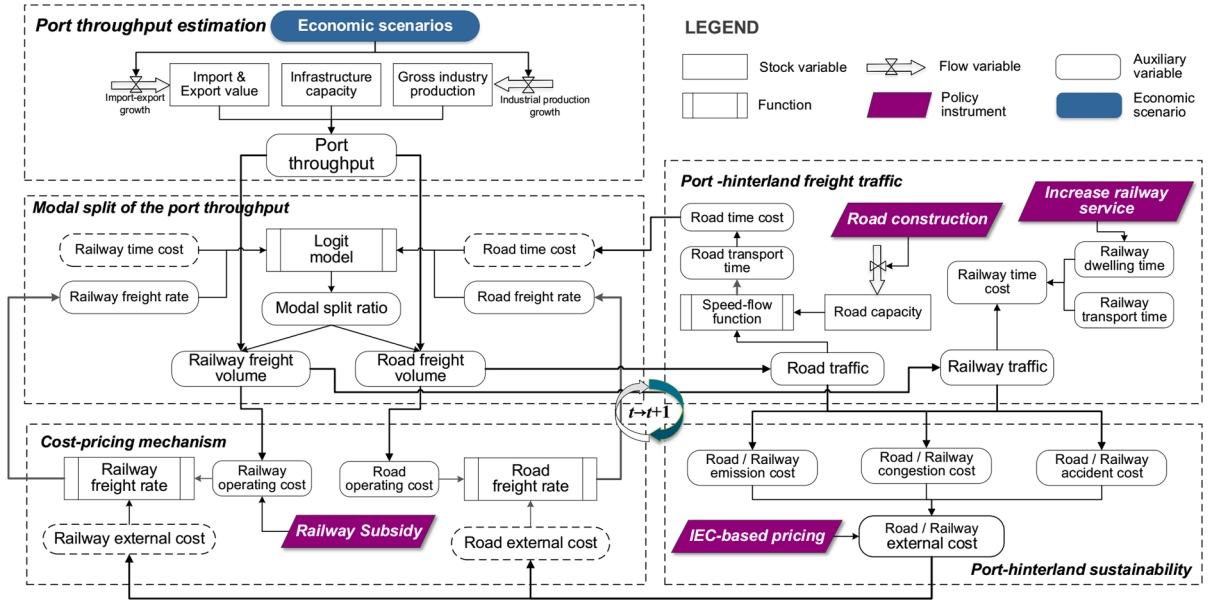 Port throughput estimation
Economic scenarios
Import &
Export value
Infrastructure
capacity
Gross industry
production
Import-export
growth
Industrial production
growth
Port
throughput
LEGEND
Stock variable
Flow variable
Auxiliary
variable
Function
Policy
instrument
Economic
scenario
Modal split of the port throughput
Railway time cost
Logit
model
Road time cost
Railway freight rate
Modal split ratio
Road freight rate
Railway freight
volume
Road freight
volume
Port -hinterland freight traffic
Road time cost
Road construction
Increase railway
service
Road transport
time
Railway time
cost
Railway
dwelling time
Speed-flow
function
Road capacity
Railway
transport time
Road traffic
Railway traffic
t→t+1
Cost-pricing mechanism
Railway
freight rate
Railway
operating cost
Road
operating cost
Road
freight rate
Railway external cost
Railway Subsidy
Road external cost
Road / Railway
emission cost
Road / Railway
congestion cost
Road / Railway
accident cost
IEC-based pricing
Road / Railway
external cost
Port-hinterland sustainability